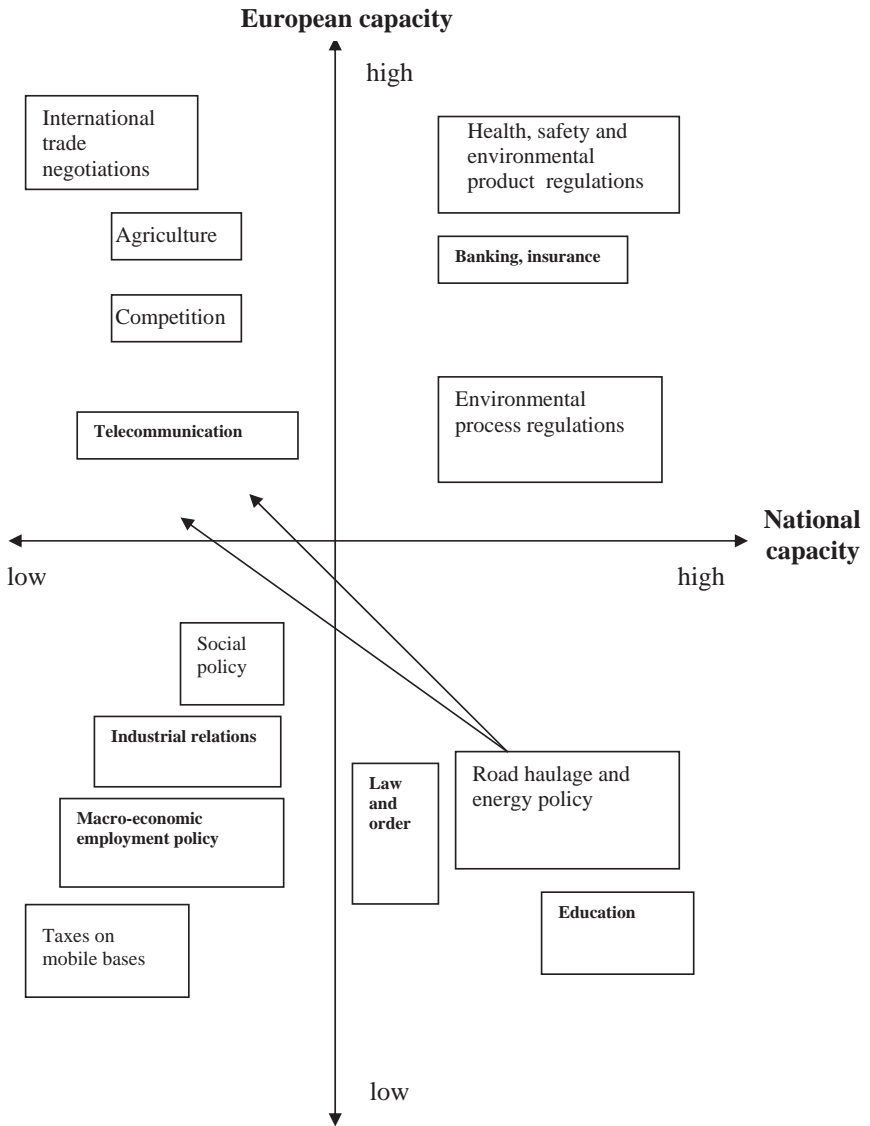 European capacity
high
International
trade
negotiations
Health, safety and
environmental
product regulations
Agriculture
Banking, insurance
Competition
Environmental
process regulations
Telecommunication
National
capacity
low
high
Social
policy
Industrial relations
Law
and
order
Road haulage and
energy policy
Macro-economic
employment policy
Education
Taxes on
mobile bases
low